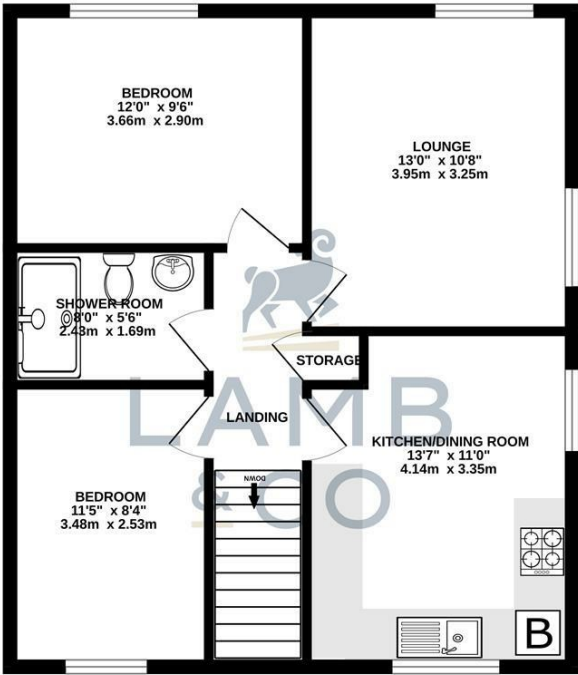 BEDROOM
12'0" x 9'6"
3.66m x 2.90m
LOUNGE
13'0" x 10'8"
3.95m x 3.25m
SHOWER ROOM
8'0" x 5'6"
2.43m x 1.69m
STORAGE
LANDING
LAMB
& CO
KITCHEN/DINING ROOM
13'7" x 11'0"
4.14m x 3.35m
BEDROOM
11'5" x 8'4"
3.48m x 2.53m
DOWN
B